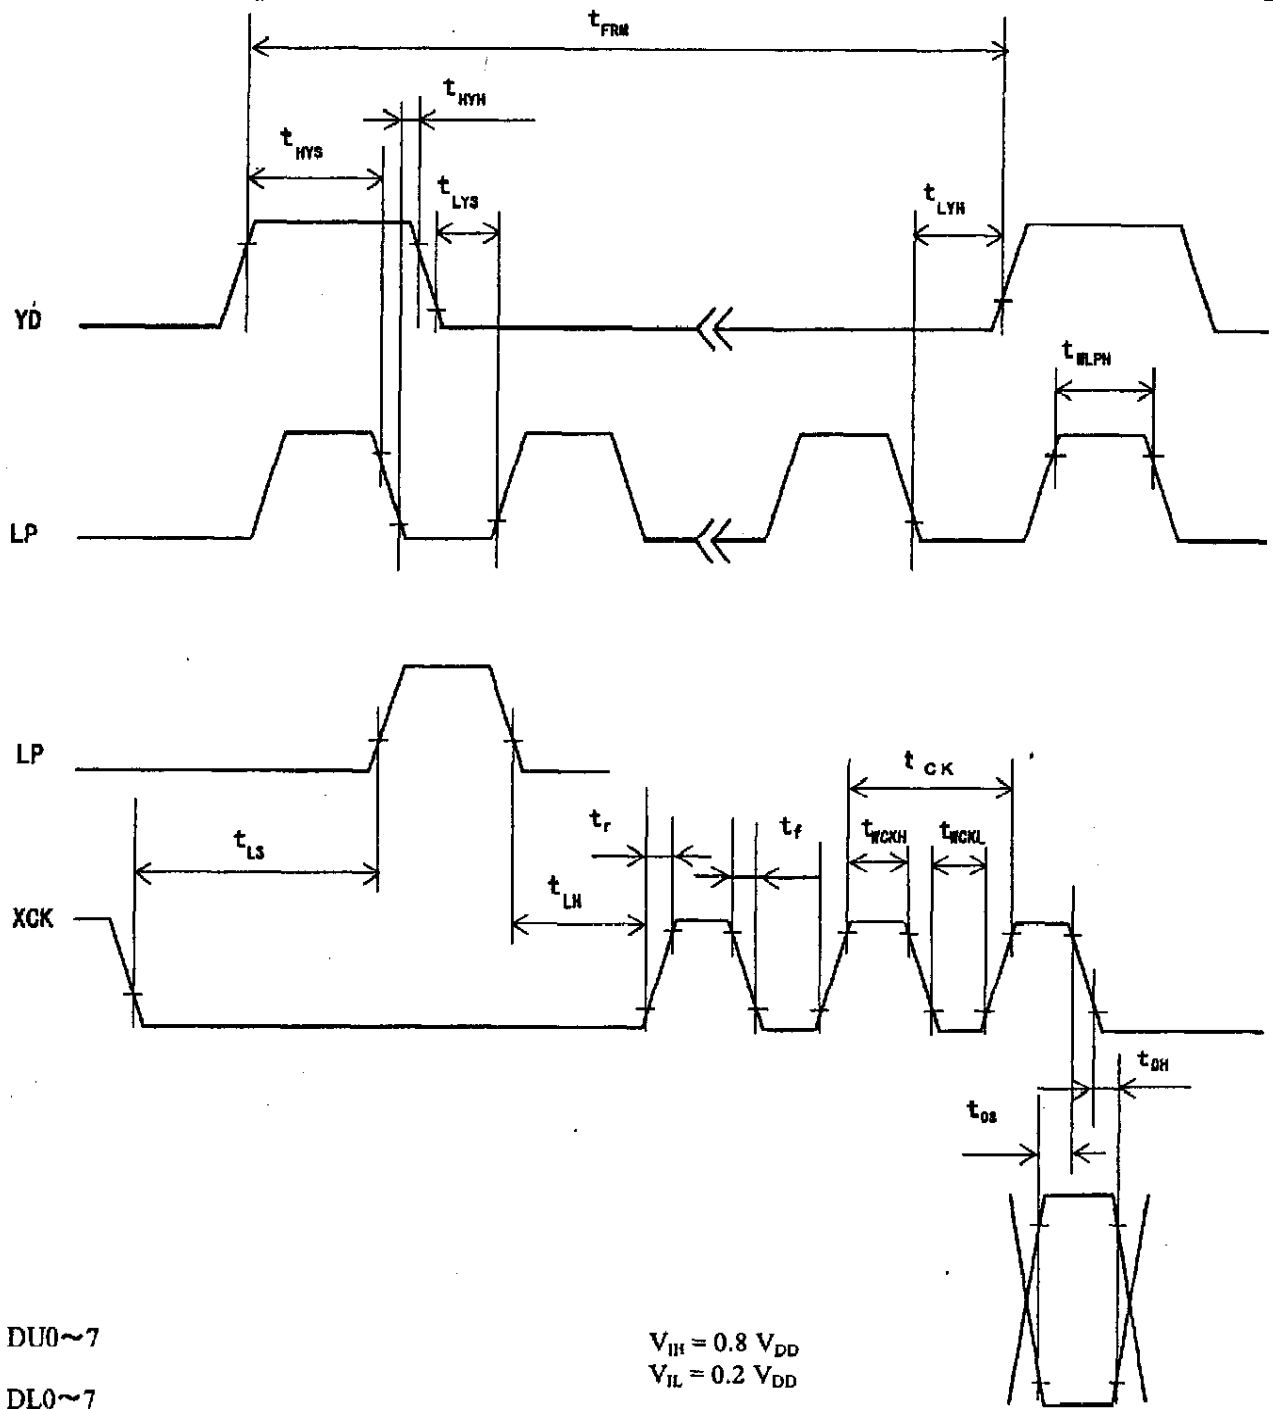 tFRM
tHYH
tHYS
tLYS
tLYH
YD
tWLPH
LP
LP
tCK
tr
tf
tWCKH
tWCKL
tLS
tLH
XCK
tDH
tDS
DU0~7
VIH = 0.8 VDD
VIL = 0.2 VDD
DL0~7